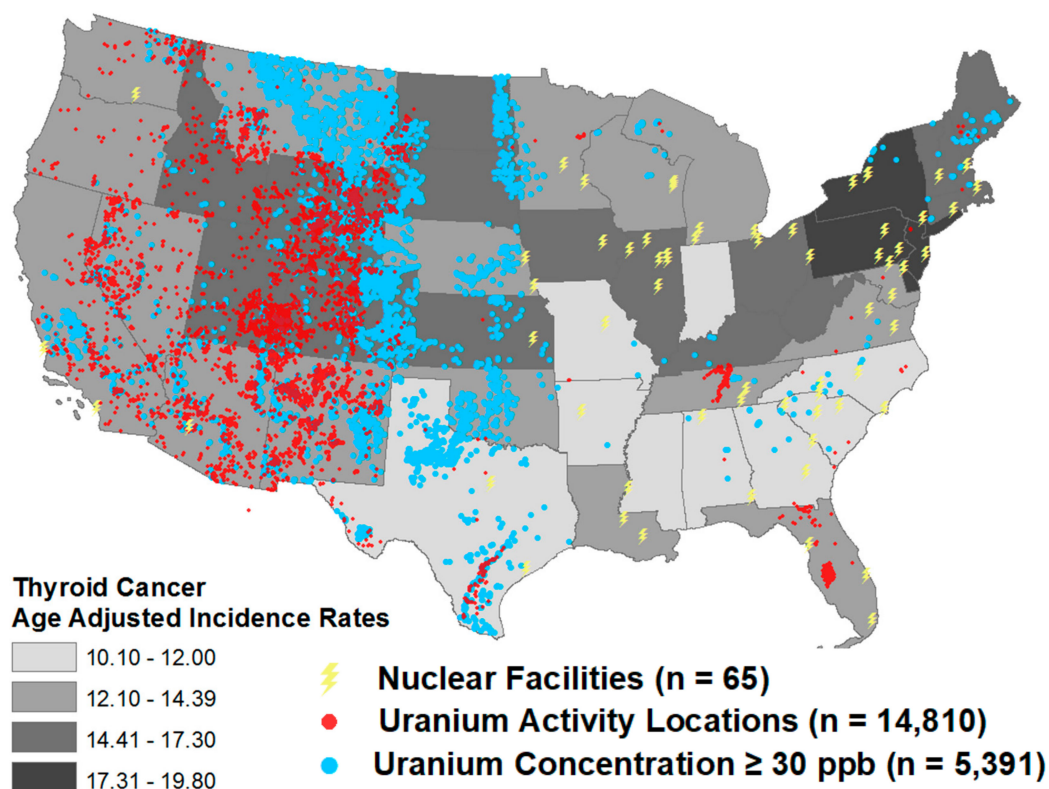 Thyroid Cancer
Age Adjusted Incidence Rates
10.10 - 12.00
12.10 - 14.39
14.41 - 17.30
17.31 - 19.80
Nuclear Facilities (n = 65)
Uranium Activity Locations (n = 14,810)
Uranium Concentration ≥ 30 ppb (n = 5,391)